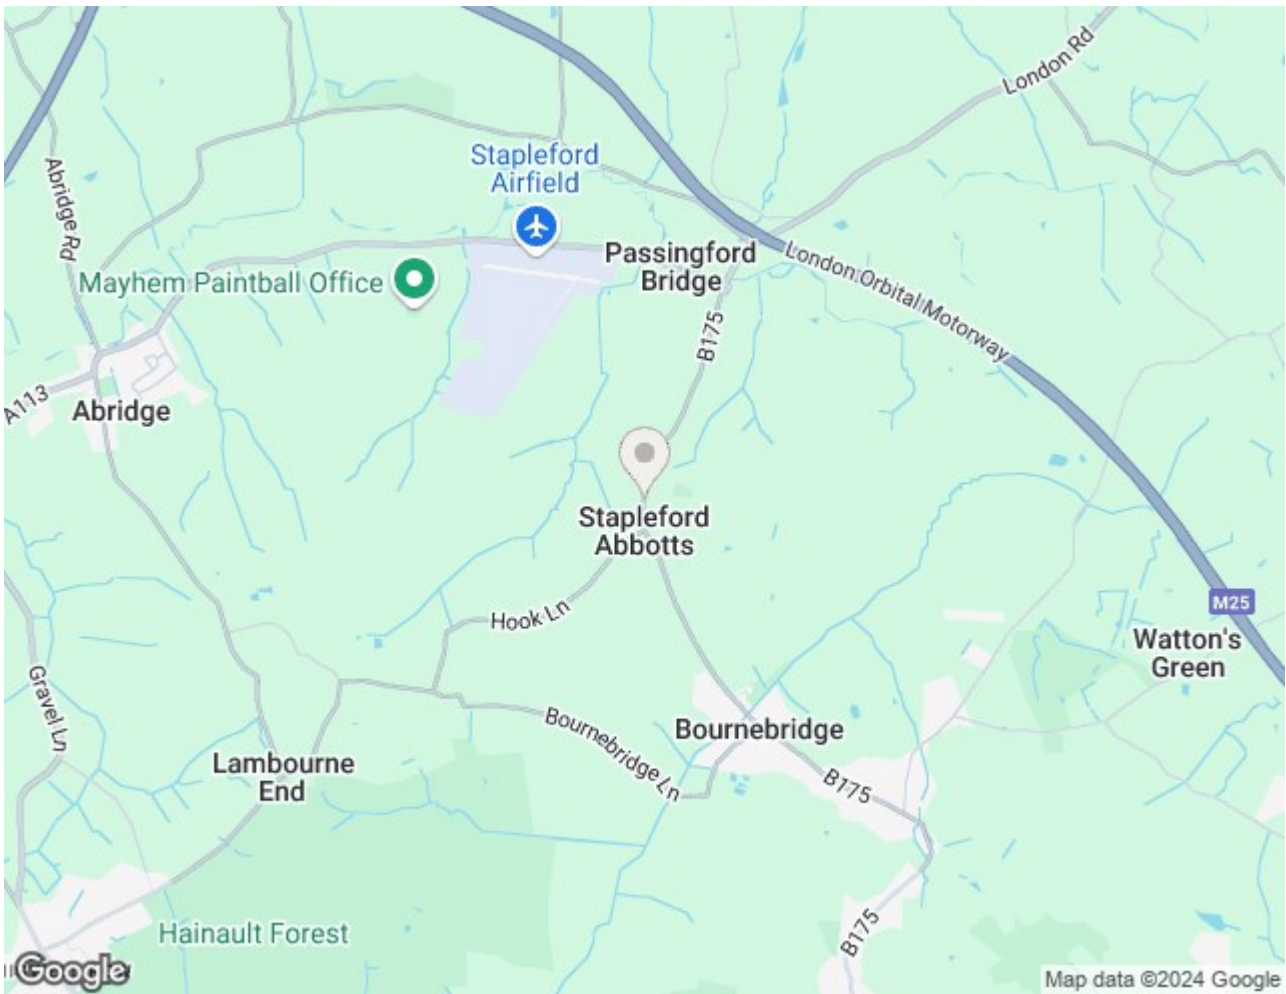 London Rd
Stapleford
Airfield
Abridge Rd
Passingford
Bridge
London Orbital Motorway
Mayhem Paintball Office
B175
A113
Abridge
Stapleford
Abbotts
M25
Hook Ln
Watton's
Green
Gravel Ln
Bournebridge Ln
Bournebridge
Lambourne
End
B175
Hainault Forest
B175
Google
Map data ©2024 Google